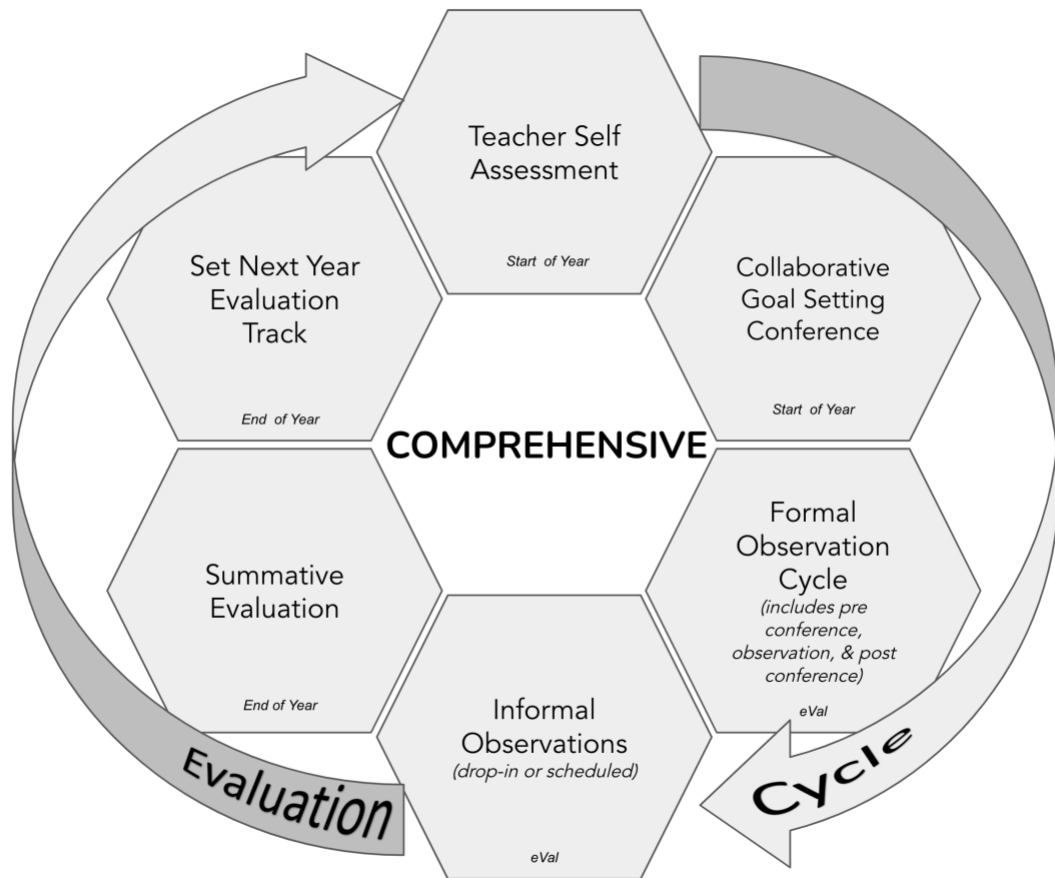 Teacher Self
Assessment
Start of Year
Collaborative
Goal Setting
Conference
Start of Year
Formal
Observation
Cycle
(includes pre
conference,
observation, & post
conference)
eVal
Informal
Observations
(drop-in or scheduled)
eVal
Summative
Evaluation
End of Year
Set Next Year
Evaluation
Track
End of Year
COMPREHENSIVE
Evaluation
Cycle